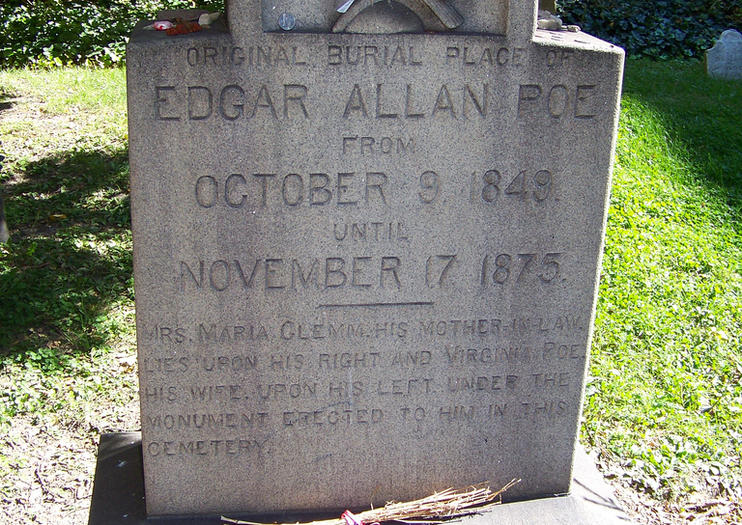 ORIGINAL BURIAL PLACE OF
EDGAR ALLAN POE
FROM
OCTOBER 9. 1849.
UNTIL
NOVEMBER 17. 1875.
MRS. MARIA CLEMM, HIS MOTHER-IN-LAW,
LIES UPON HIS RIGHT AND VIRGINIA POE,
HIS WIFE, UPON HIS LEFT. UNDER THE
MONUMENT ERECTED TO HIM IN THIS
CEMETERY.